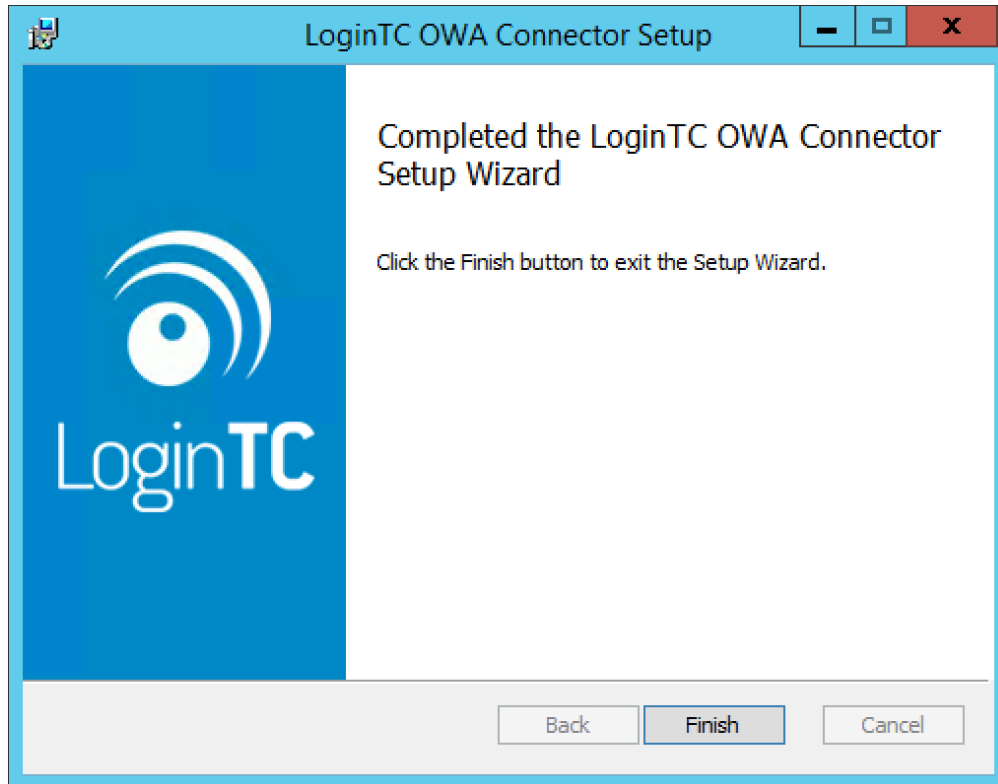 LoginTC OWA Connector Setup
Completed the LoginTC OWA Connector
Setup Wizard
Click the Finish button to exit the Setup Wizard.
LoginTC
Back
Finish
Cancel